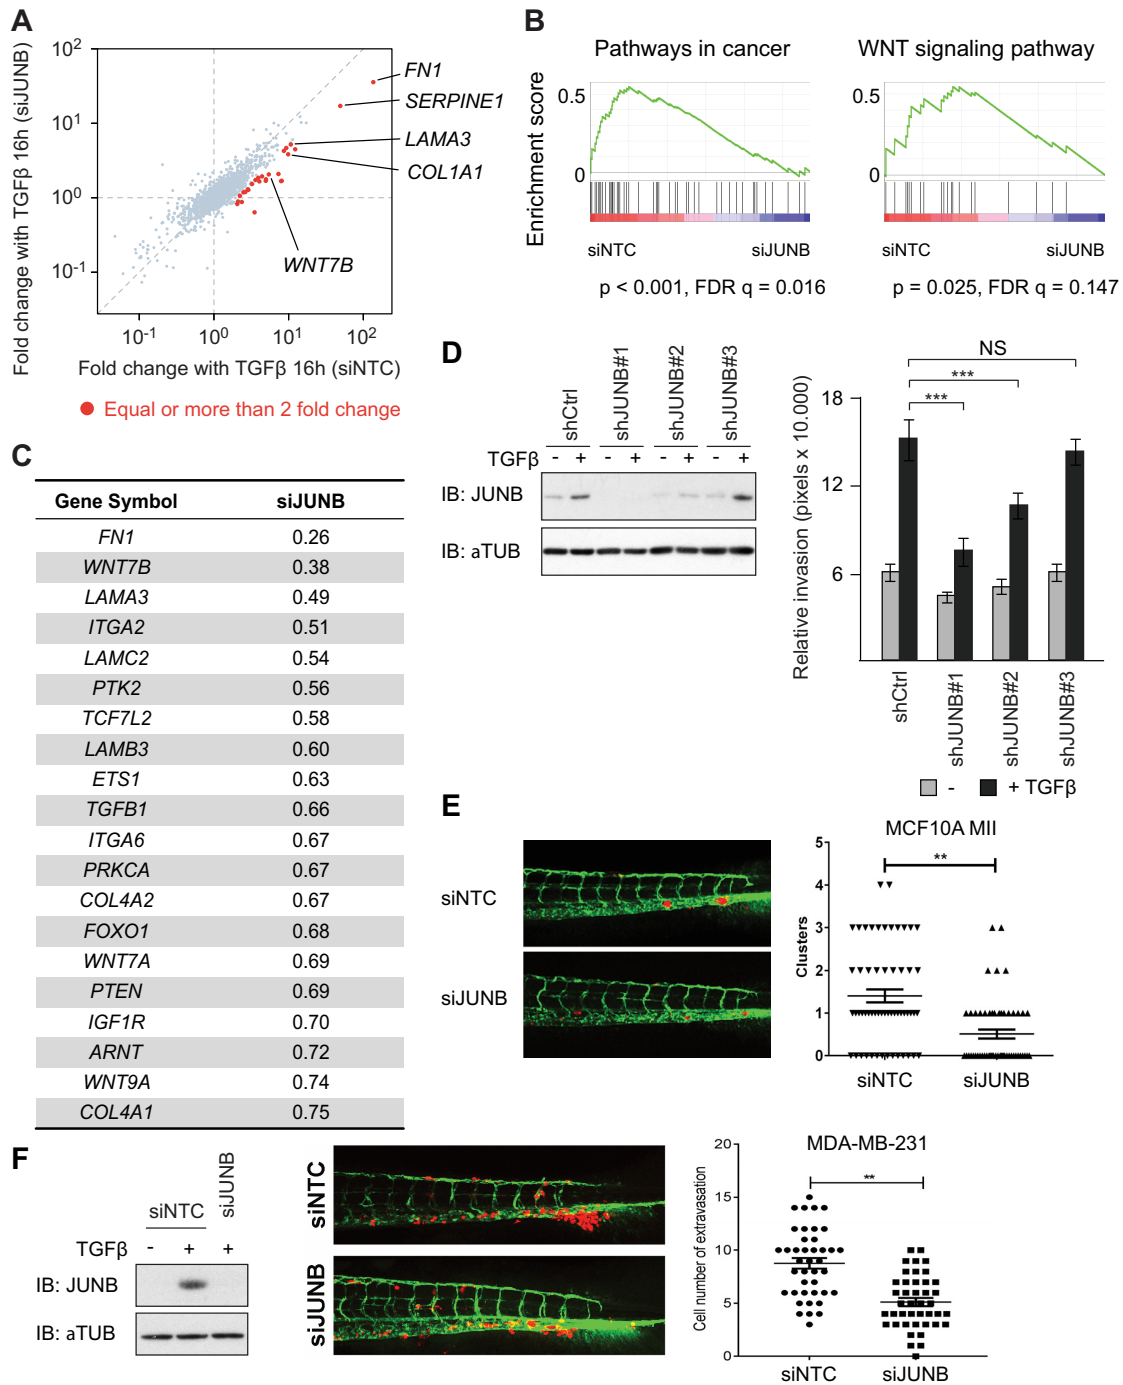 A
Fold change with TGFβ 16h (siJUNB)
10²
10¹
10⁰
10⁻¹
FN1
SERPINE1
LAMA3
COL1A1
WNT7B
10⁻¹ 10⁰ 10¹ 10²
Fold change with TGFβ 16h (siNTC)
Equal or more than 2 fold change
B
Pathways in cancer
WNT signaling pathway
Enrichment score
0.5
0
siNTC siJUNB
p < 0.001, FDR q = 0.016
0.5
0
siNTC siJUNB
p = 0.025, FDR q = 0.147
C
Gene Symbol siJUNB
FN1 0.26
WNT7B 0.38
LAMA3 0.49
ITGA2 0.51
LAMC2 0.54
PTK2 0.56
TCF7L2 0.58
LAMB3 0.60
ETS1 0.63
TGFB1 0.66
ITGA6 0.67
PRKCA 0.67
COL4A2 0.67
FOXO1 0.68
WNT7A 0.69
PTEN 0.69
IGF1R 0.70
ARNT 0.72
WNT9A 0.74
COL4A1 0.75
D
shCtrl
shJUNB#1
shJUNB#2
shJUNB#3
TGFβ - + - + - + - +
IB: JUNB
IB: aTUB
Relative invasion (pixels x 10.000)
18
12
6
NS
***
***
shCtrl
shJUNB#1
shJUNB#2
shJUNB#3
- + TGFβ
E
siNTC
siJUNB
MCF10A MII
**
Clusters
5
4
3
2
1
0
siNTC siJUNB
F
siNTC
siJUNB
TGFβ - + +
IB: JUNB
IB: aTUB
siNTC
siJUNB
MDA-MB-231
**
Cell number of extravasation
20
15
10
5
0
siNTC siJUNB